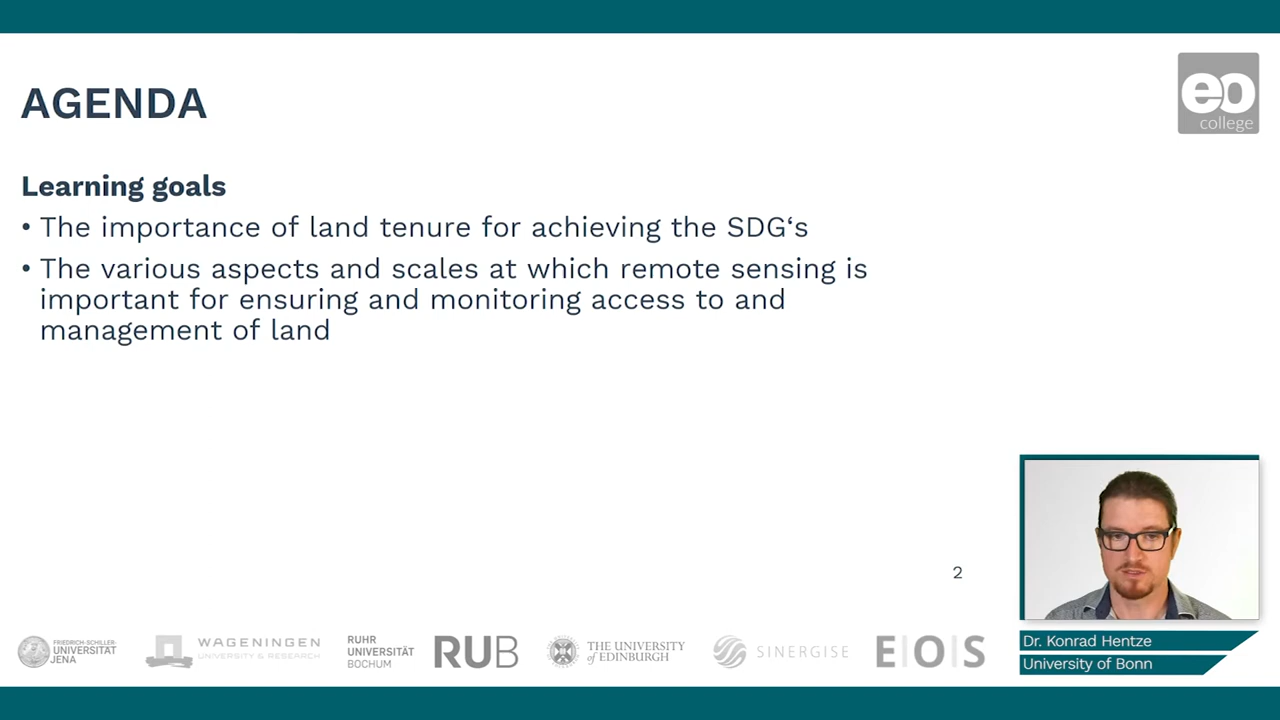 AGENDA
eo
college
Learning goals
• The importance of land tenure for achieving the SDG‘s
• The various aspects and scales at which remote sensing is
important for ensuring and monitoring access to and
management of land
2
FRIEDRICH-SCHILLER-
UNIVERSITÄT
JENA
WAGENINGEN
UNIVERSITY & RESEARCH
RUHR
UNIVERSITÄT
BOCHUM
RUB
THE UNIVERSITY
of EDINBURGH
SINERGISE
E|O|S
Dr. Konrad Hentze
University of Bonn